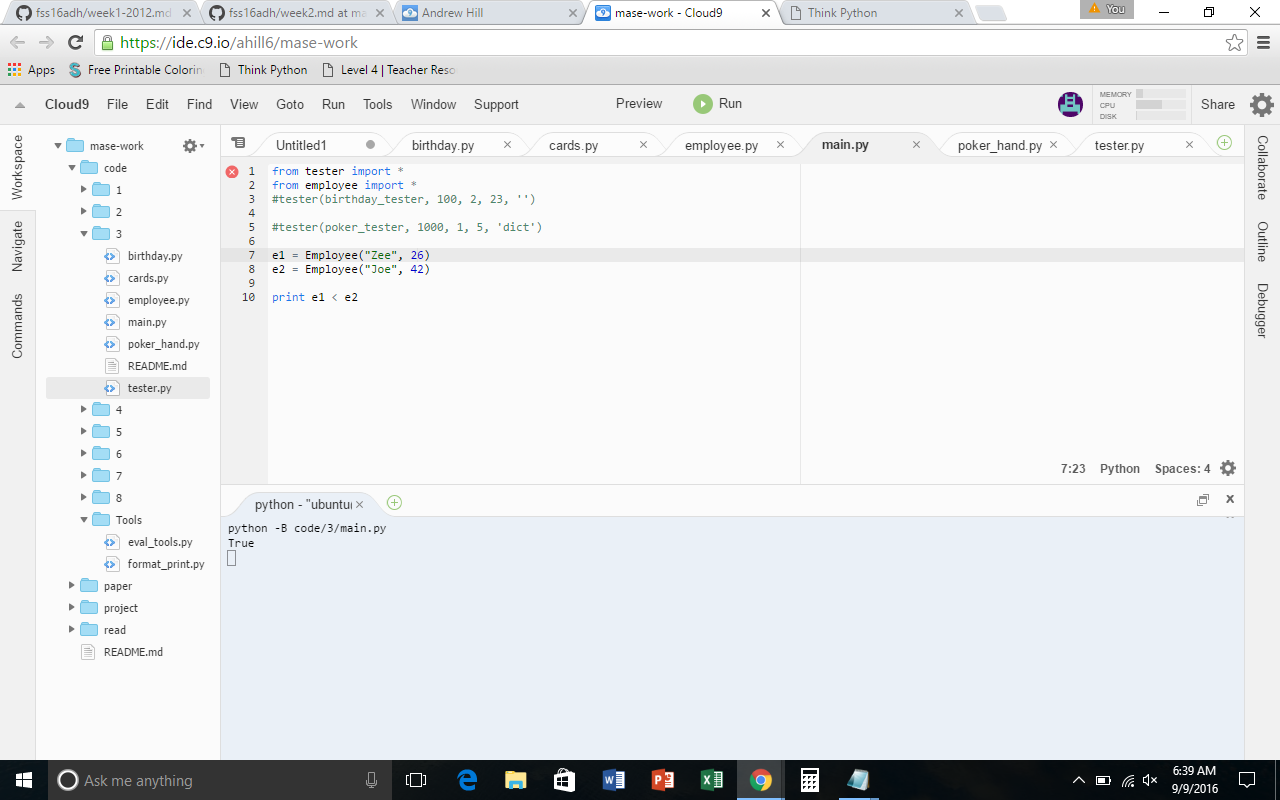 fss16adh/week1-2012.md
fss16adh/week2.md at ma
Andrew Hill
mase-work - Cloud9
Think Python
You
https://ide.c9.io/ahill6/mase-work
Apps
Free Printable Colorin
Think Python
Level 4 | Teacher Reso
Cloud9 File Edit Find View Goto Run Tools Window Support
Preview
Run
MEMORY
CPU
DISK
Share
Workspace
Navigate
Commands
mase-work
code
1
2
3
birthday.py
cards.py
employee.py
main.py
poker_hand.py
README.md
tester.py
4
5
6
7
8
Tools
eval_tools.py
format_print.py
paper
project
read
README.md
Untitled1
birthday.py
cards.py
employee.py
main.py
poker_hand.py
tester.py
1 from tester import *
2 from employee import *
3 #tester(birthday_tester, 100, 2, 23, '')
4
5 #tester(poker_tester, 1000, 1, 5, 'dict')
6
7 e1 = Employee("Zee", 26)
8 e2 = Employee("Joe", 42)
9
10 print e1 < e2
7:23 Python Spaces: 4
Collaborate
Outline
Debugger
python - "ubuntu
python -B code/3/main.py
True
Ask me anything
6:39 AM
9/9/2016